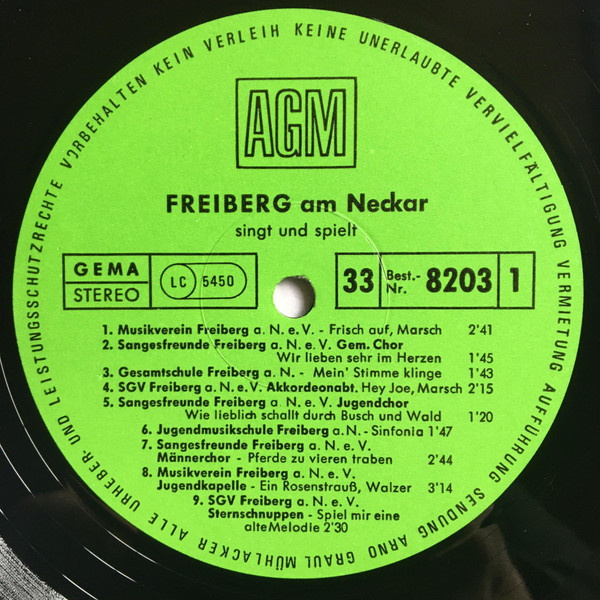 AGM
FREIBERG am Neckar
singt und spielt
GEMA
STEREO
LC 5450
33
Best.-
Nr. 8203
1
1. Musikverein Freiberg a. N. e. V. - Frisch auf, Marsch 2'41
2. Sangesfreunde Freiberg a. N. e. V. Gem. Chor
Wir lieben sehr im Herzen 1'45
3. Gesamtschule Freiberg a. N. - Mein' Stimme klinge 1'43
4. SGV Freiberg a. N. e. V. Akkordeonabt. Hey Joe, Marsch 2'15
5. Sangesfreunde Freiberg a. N. e. V. Jugendchor
Wie lieblich schallt durch Busch und Wald 1'20
6. Jugendmusikschule Freiberg a. N. - Sinfonia 1'47
7. Sangesfreunde Freiberg a. N. e. V.
Männerchor - Pferde zu vieren traben 2'44
8. Musikverein Freiberg a. N. e. V.
Jugendkapelle - Ein Rosenstrauß, Walzer 3'14
9. SGV Freiberg a. N. e. V.
Sternschnuppen - Spiel mir eine
alte Melodie 2'30
ARNO GRAUL MÜHLACKER ALLE URHEBER- UND LEISTUNGSSCHUTZRECHTE VORBEHALTEN KEIN VERLEIH KEINE UNERLAUBTE VERVIELFÄLTIGUNG VERMIETUNG AUFFÜHRUNG SENDUNG